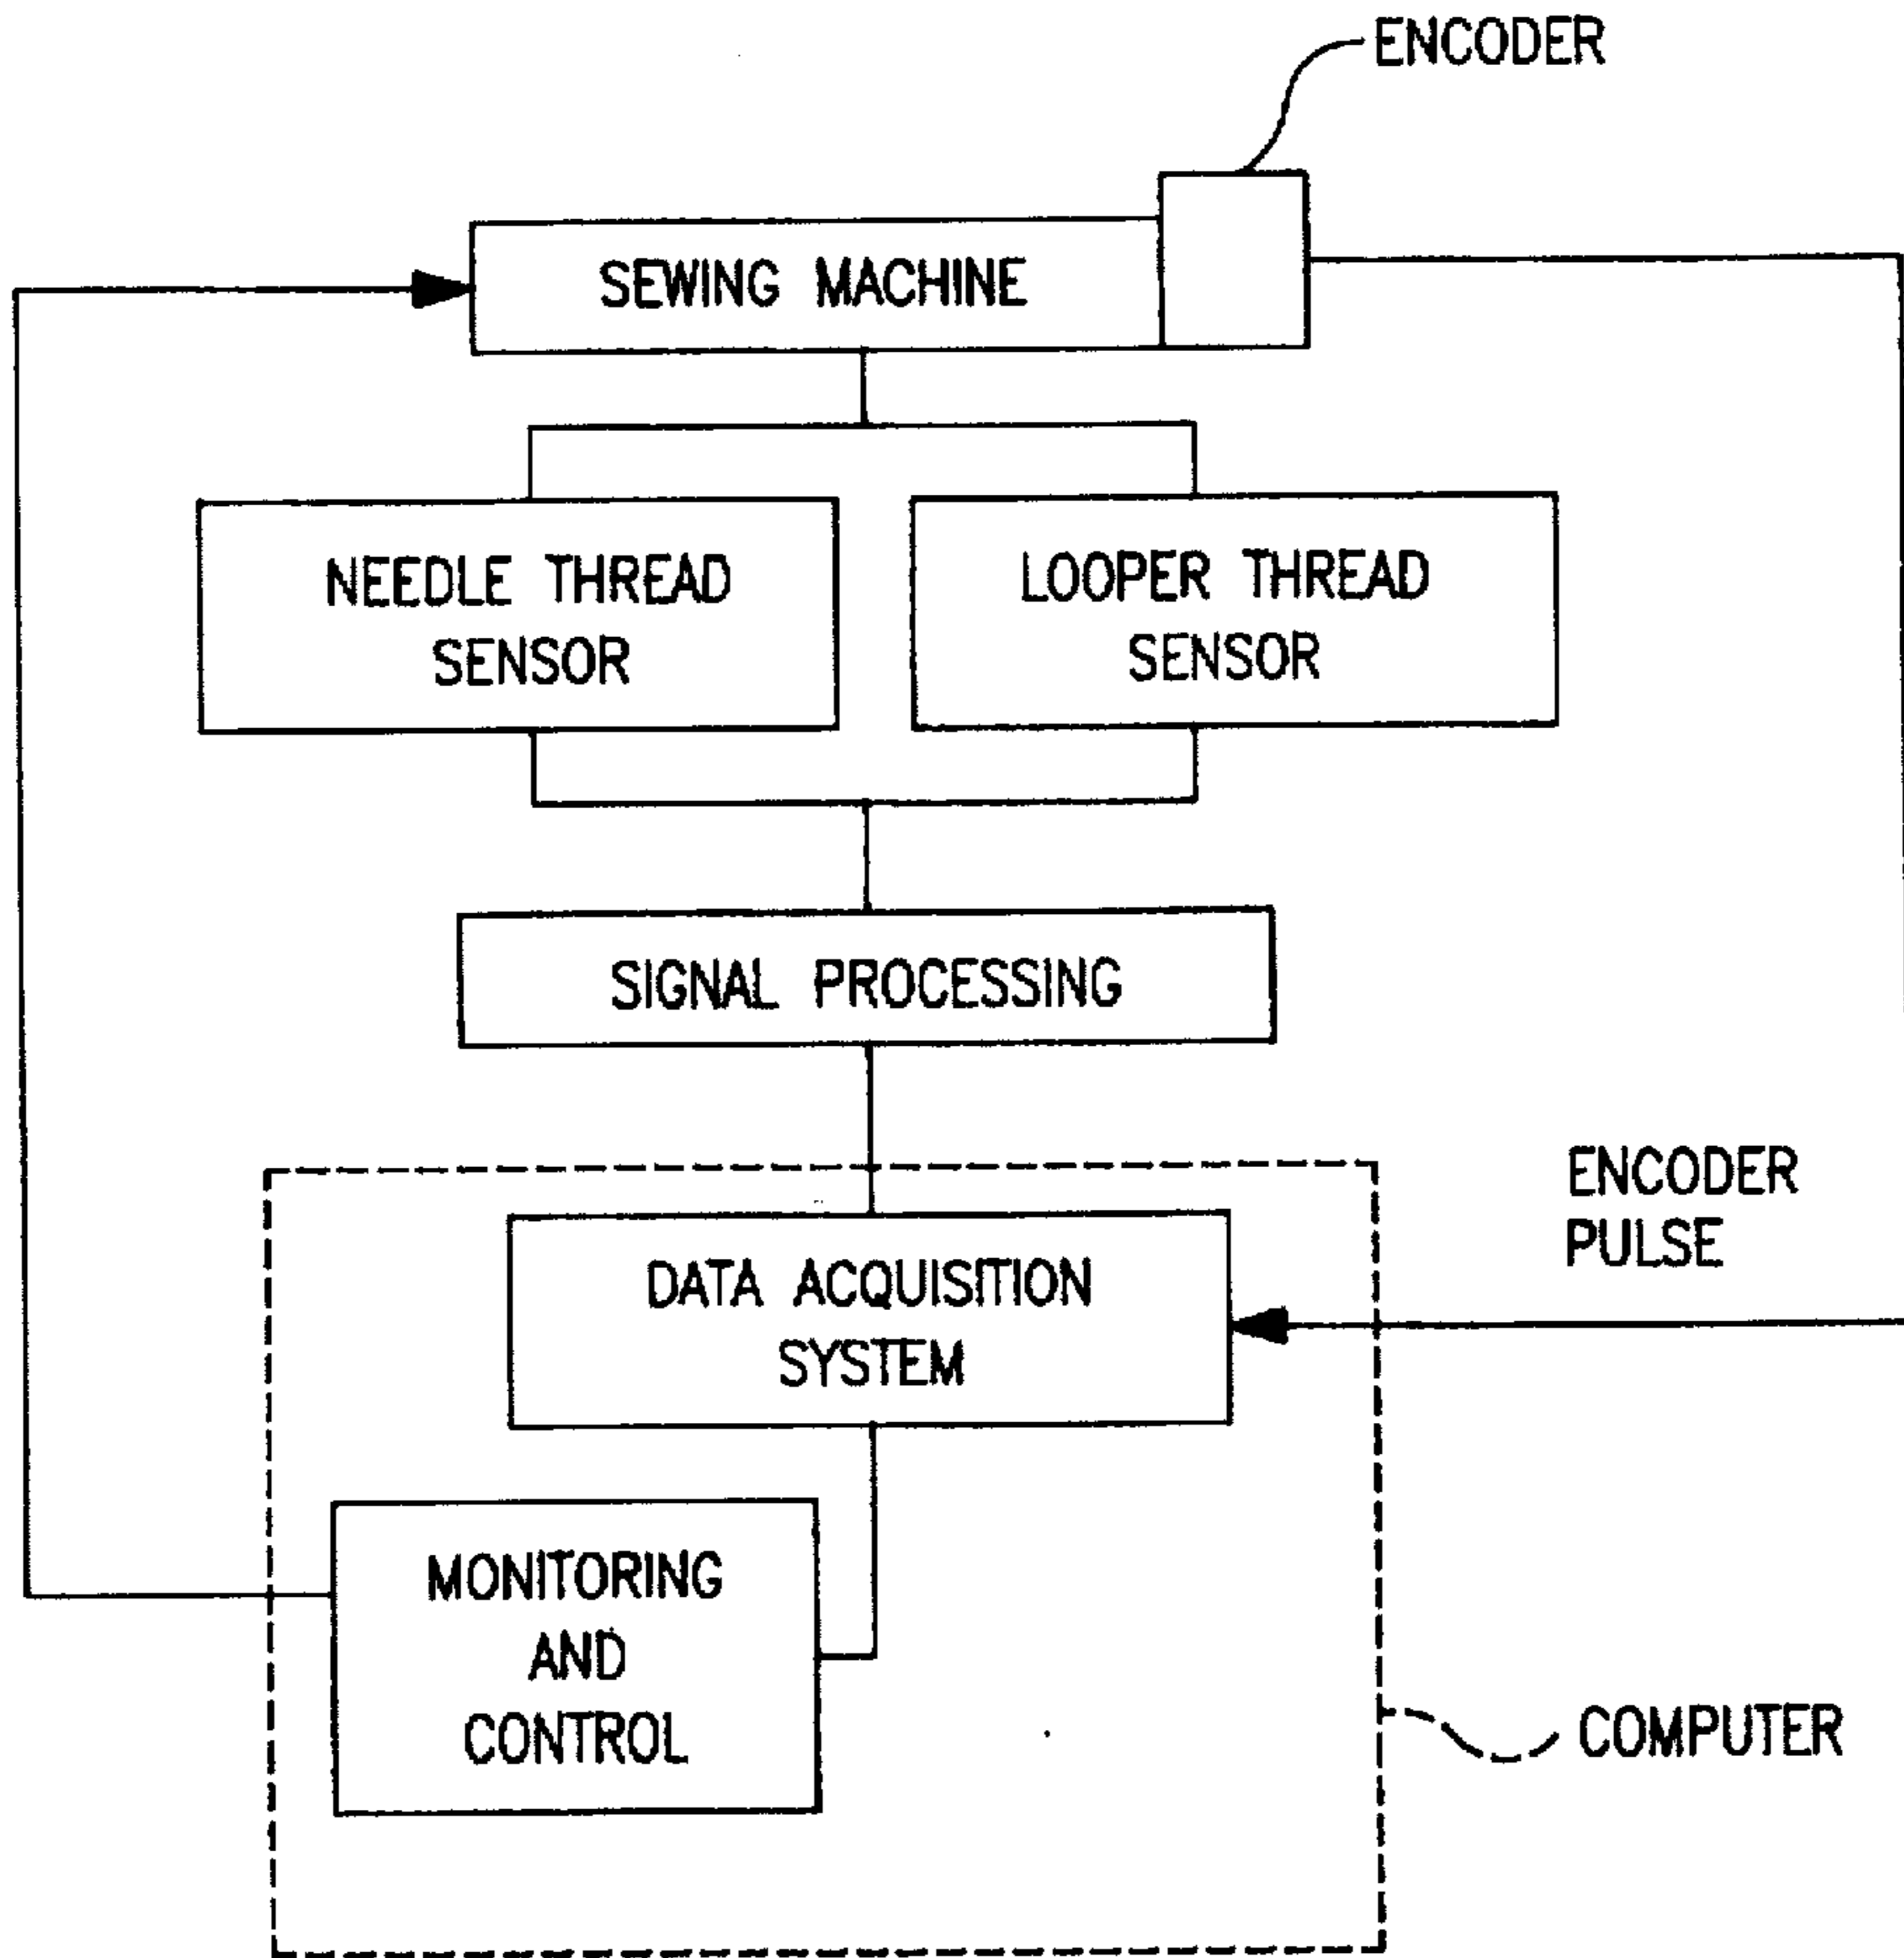 ENCODER
SEWING MACHINE
NEEDLE THREAD
SENSOR
LOOPER THREAD
SENSOR
SIGNAL PROCESSING
ENCODER
PULSE
DATA ACQUISITION
SYSTEM
MONITORING
AND
CONTROL
COMPUTER